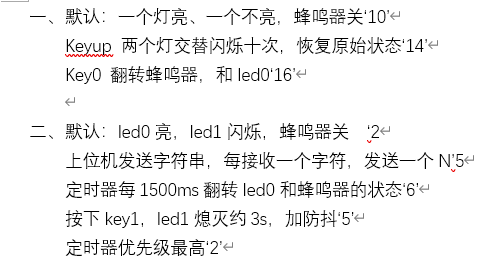 一、默认：一个灯亮、一个不亮，蜂鸣器关‘10’
Keyup 两个灯交替闪烁十次，恢复原始状态‘14’
Key0 翻转蜂鸣器，和 led0‘16’
二、默认：led0 亮，led1 闪烁，蜂鸣器关 ‘2
上位机发送字符串，每接收一个字符，发送一个 N’5
定时器每 1500ms 翻转 led0 和蜂鸣器的状态‘6’
按下 key1，led1 熄灭约 3s，加防抖‘5’
定时器优先级最高‘2’